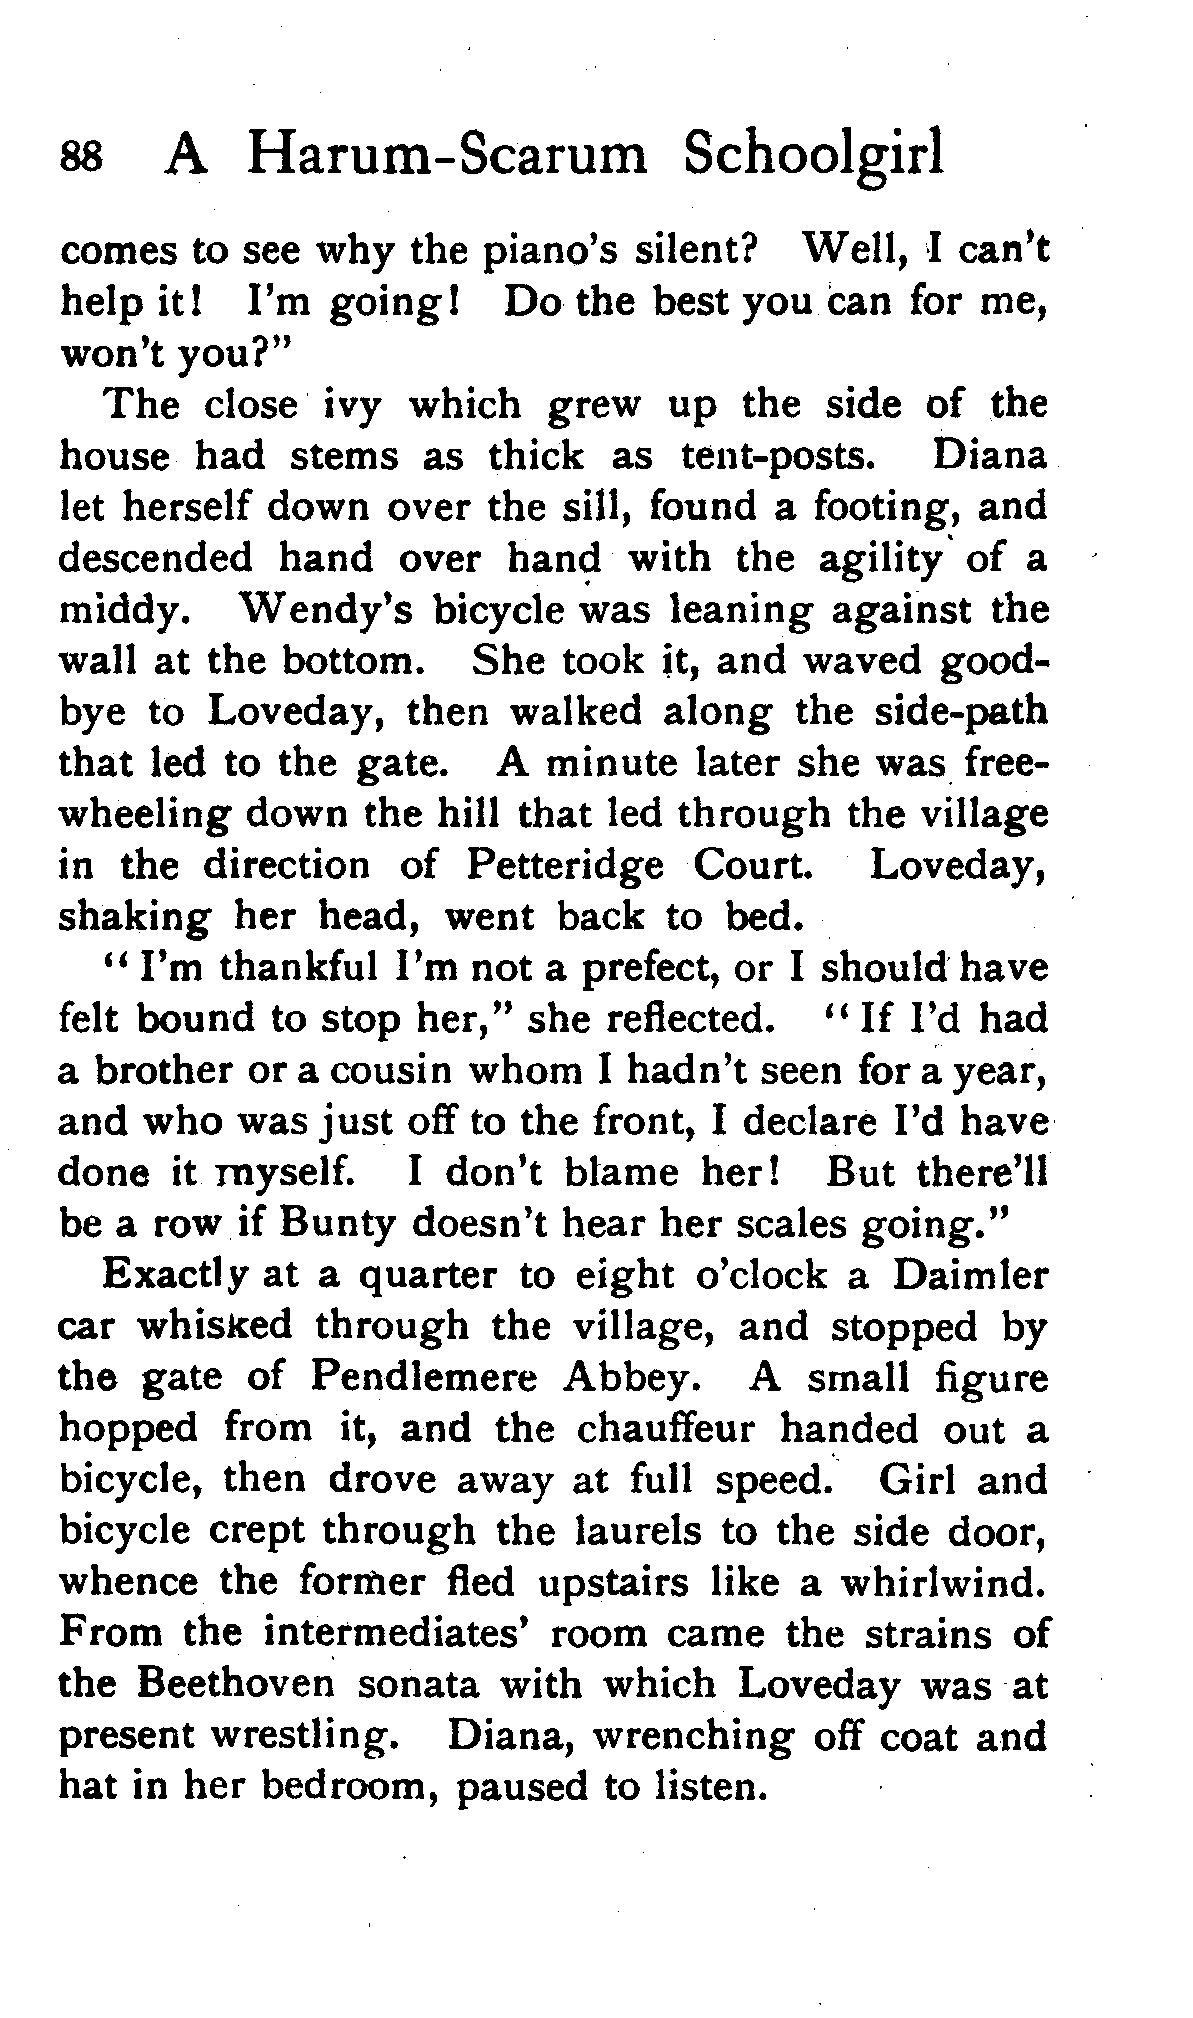 88 A Harum-Scarum Schoolgirl
comes to see why the piano's silent? Well, I can't
help it! I'm going! Do the best you can for me,
won't you?"
The close ivy which grew up the side of the
house had stems as thick as tent-posts. Diana
let herself down over the sill, found a footing, and
descended hand over hand with the agility of a
middy. Wendy's bicycle was leaning against the
wall at the bottom. She took it, and waved good-
bye to Loveday, then walked along the side-path
that led to the gate. A minute later she was free-
wheeling down the hill that led through the village
in the direction of Petteridge Court. Loveday,
shaking her head, went back to bed.
"I'm thankful I'm not a prefect, or I should have
felt bound to stop her," she reflected. "If I'd had
a brother or a cousin whom I hadn't seen for a year,
and who was just off to the front, I declare I'd have
done it myself. I don't blame her! But there'll
be a row if Bunty doesn't hear her scales going."
Exactly at a quarter to eight o'clock a Daimler
car whisked through the village, and stopped by
the gate of Pendlemere Abbey. A small figure
hopped from it, and the chauffeur handed out a
bicycle, then drove away at full speed. Girl and
bicycle crept through the laurels to the side door,
whence the former fled upstairs like a whirlwind.
From the intermediates' room came the strains of
the Beethoven sonata with which Loveday was at
present wrestling. Diana, wrenching off coat and
hat in her bedroom, paused to listen.